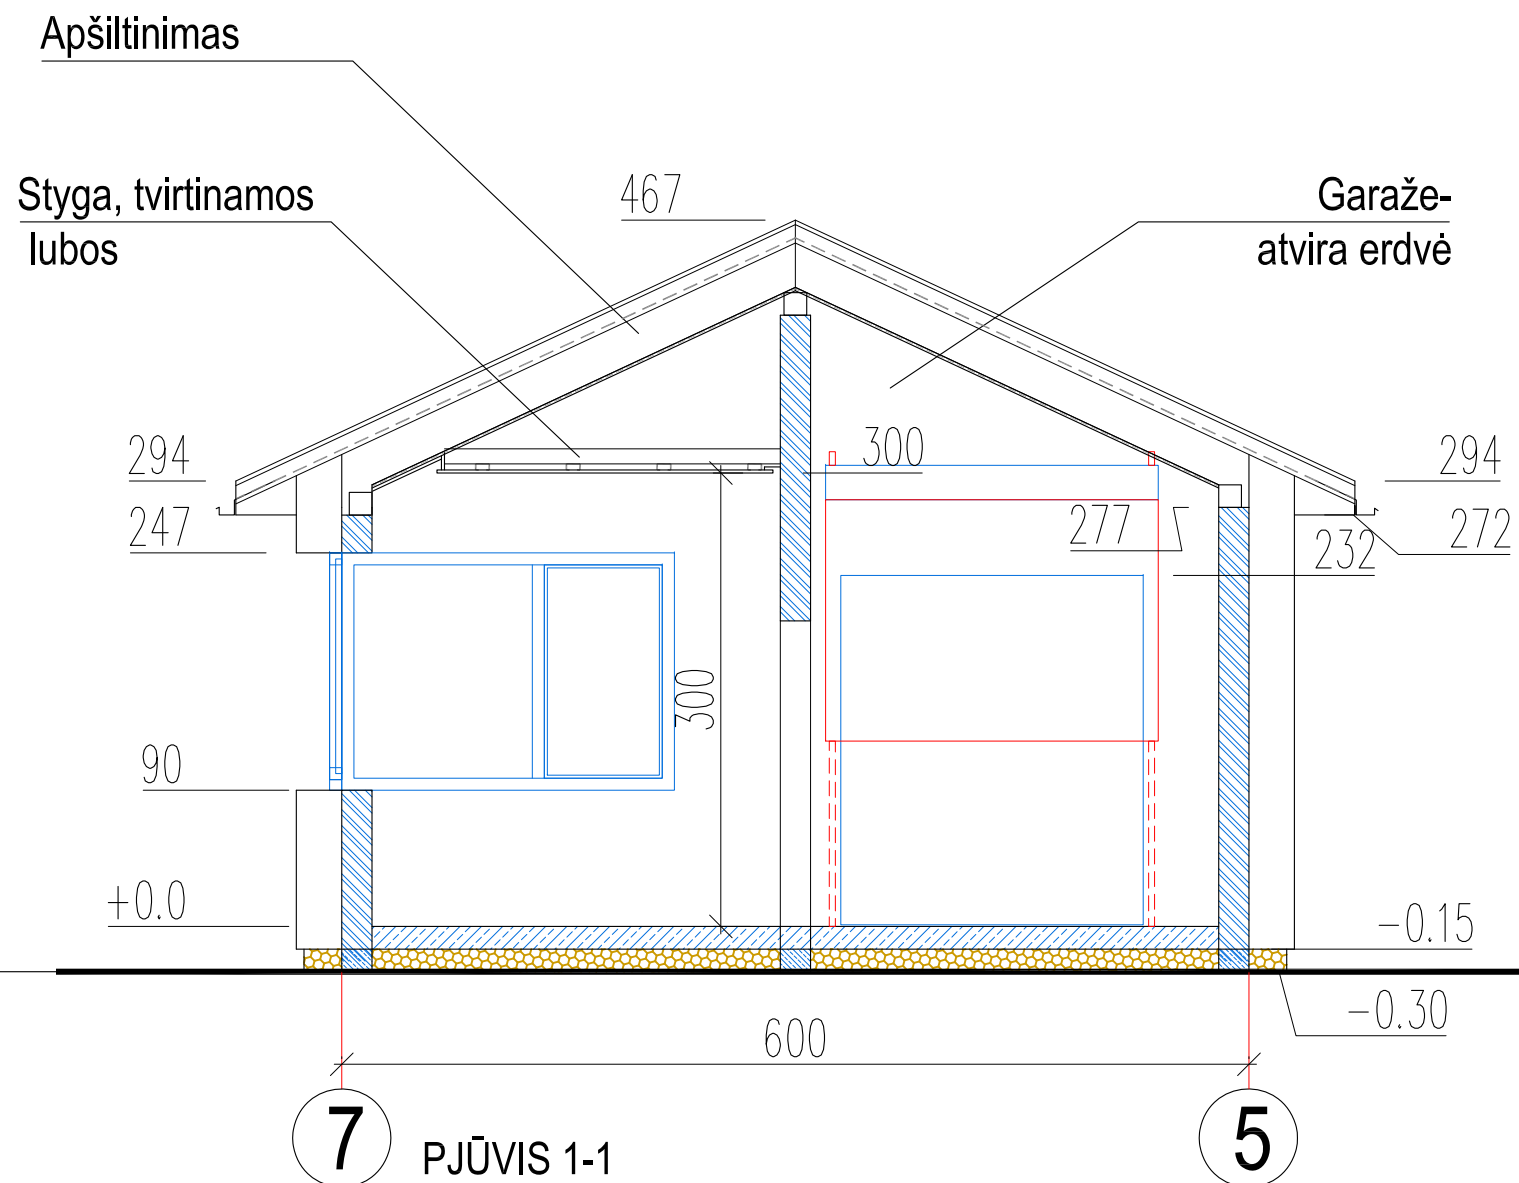 Apšiltinimas
Styga, tvirtinamos
lubos
467
Garaže-
atvira erdvė
294
300
294
247
277
232
272
300
90
+0.0
-0.15
-0.30
600
7
5
PJŪVIS 1-1